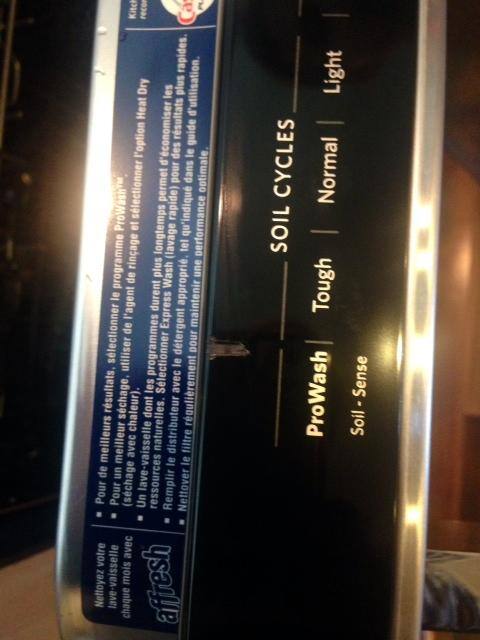 Nettoyez votre
lave-vaisselle
chaque mois avec
affresh
▪ Pour de meilleurs résultats, sélectionner le programme ProWash™.
▪ Pour un meilleur séchage, utiliser de l'agent de rinçage et sélectionner l'option Heat Dry
(séchage avec chaleur).
▪ Un lave-vaisselle dont les programmes durent plus longtemps permet d'économiser les
ressources naturelles. Sélectionner Express Wash (lavage rapide) pour des résultats plus rapides.
▪ Remplir le distributeur avec le détergent approprié, tel qu'indiqué dans le guide d'utilisation.
▪ Nettoyer le filtre régulièrement pour maintenir une performance optimale.
SOIL CYCLES
ProWash | Tough | Normal | Light |
Soil - Sense